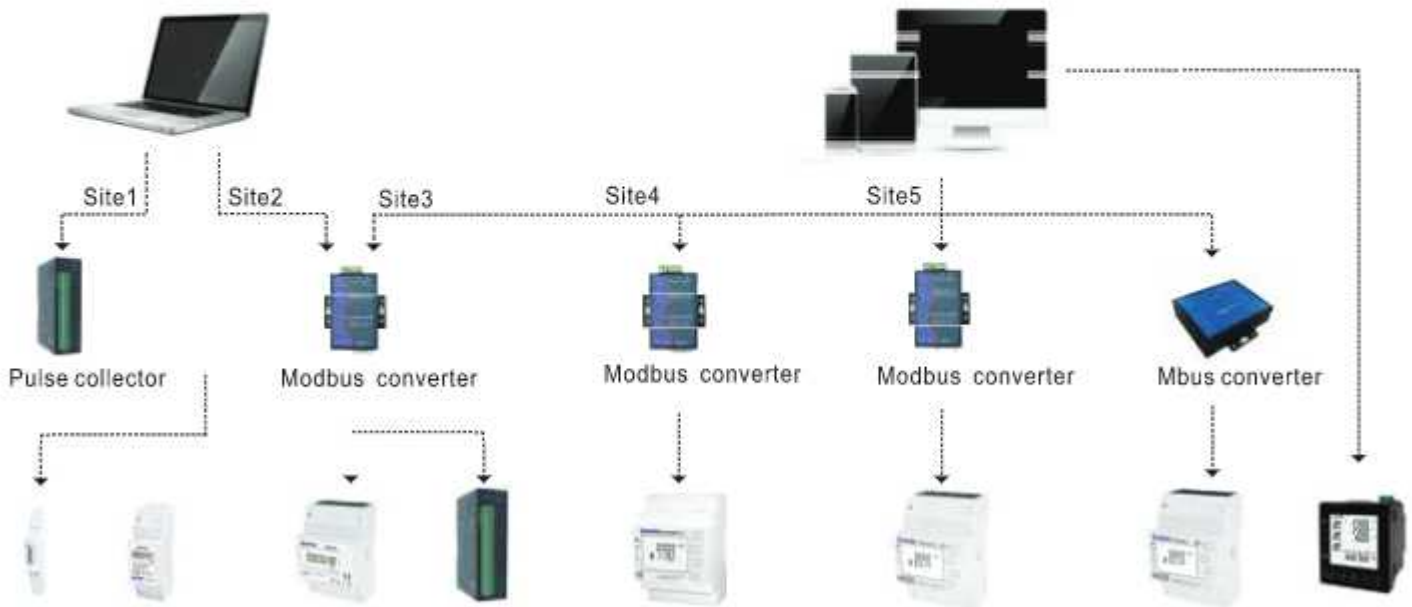 Site1
Site2
Site3
Site4
Site5
Pulse collector
Modbus converter
Modbus converter
Modbus converter
Mbus converter